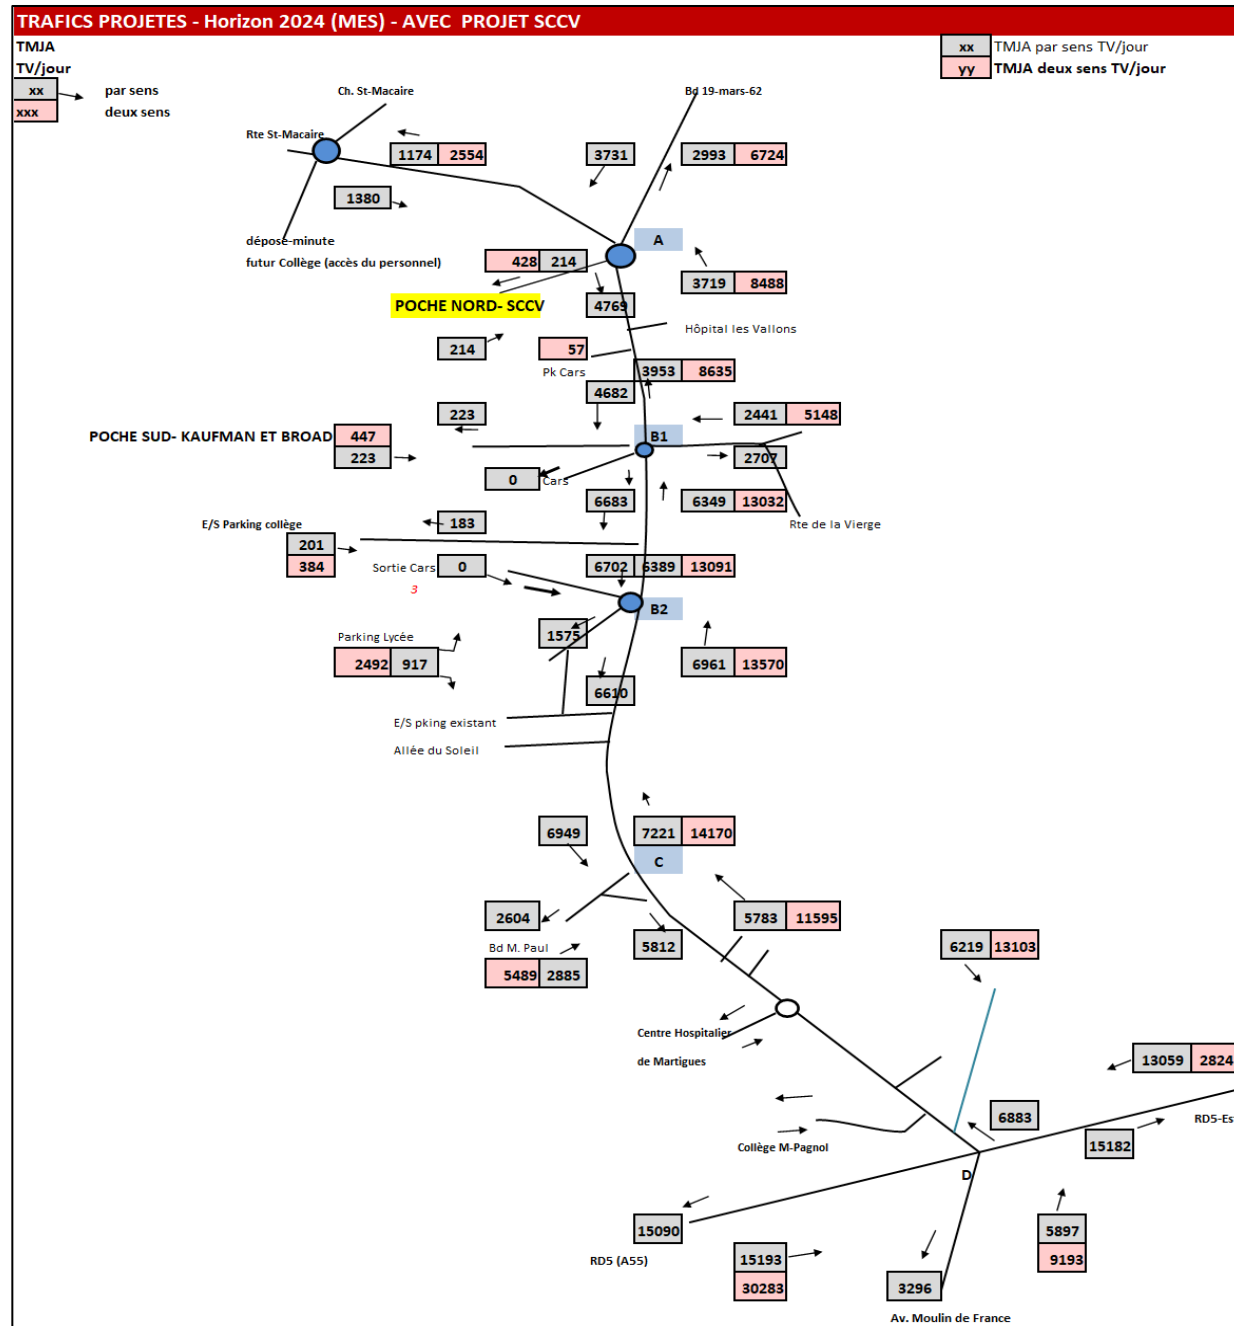 TRAFICS PROJETES - Horizon 2024 (MES) - AVEC  PROJET SCCV
TMJA
TV/jour
xx par sens
xxx deux sens
xx TMJA par sens TV/jour
yy TMJA deux sens TV/jour
Ch. St-Macaire
Bd 19-mars-62
Rte St-Macaire
1174 2554
3731
2993 6724
1380
dépose-minute
futur Collège (accès du personnel)
A
428 214
3719 8488
POCHE NORD- SCCV
4769
Hôpital les Vallons
214
57
Pk Cars
3953 8635
4682
223
2441 5148
POCHE SUD- KAUFMAN ET BROAD
447
B1
223
2707
0 Cars
6683
6349 13032
E/S Parking collège
183
Rte de la Vierge
201
384
Sortie Cars 0
6702 6389 13091
3
B2
1575
Parking Lycée
2492 917
6961 13570
6610
E/S pking existant
Allée du Soleil
6949
7221 14170
C
2604
5783 11595
Bd M. Paul
5812
6219 13103
5489 2885
Centre Hospitalier
de Martigues
13059 2824
6883
RD5-Es
15182
Collège M-Pagnol
D
15090
5897
RD5 (A55)
15193
9193
30283
3296
Av. Moulin de France